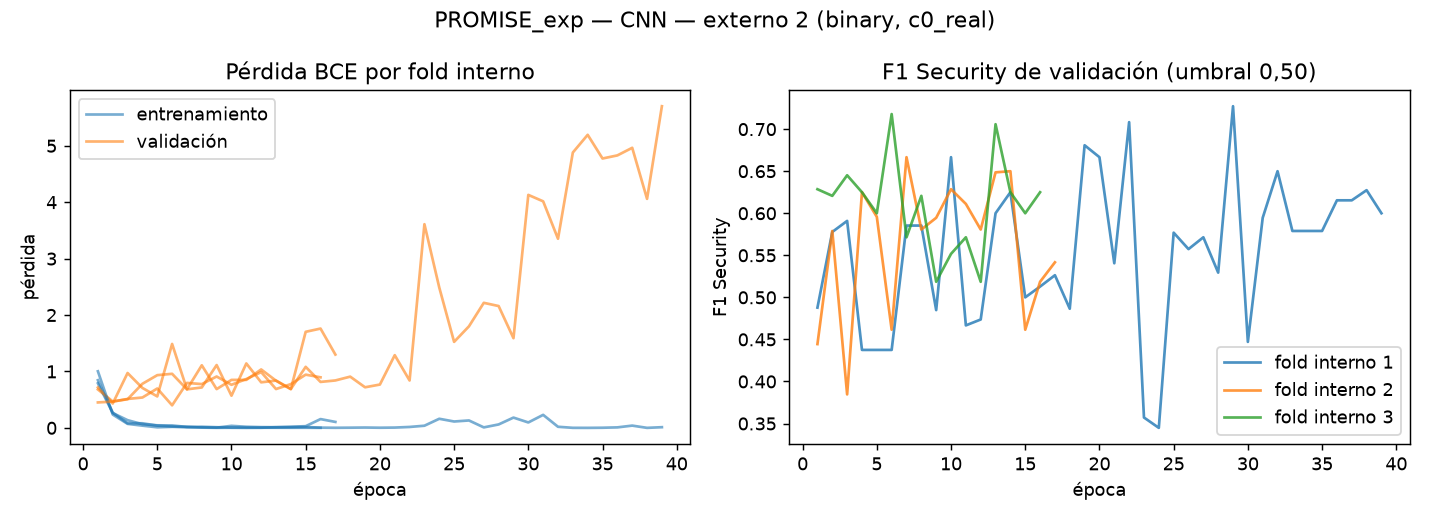 PROMISE_exp — CNN — externo 2 (binary, c0_real)
Pérdida BCE por fold interno
entrenamiento
validación
5
4
3
2
1
0
pérdida
0 5 10 15 20 25 30 35 40
época
F1 Security de validación (umbral 0,50)
0.70
0.65
0.60
0.55
0.50
0.45
0.40
0.35
F1 Security
fold interno 1
fold interno 2
fold interno 3
0 5 10 15 20 25 30 35 40
época